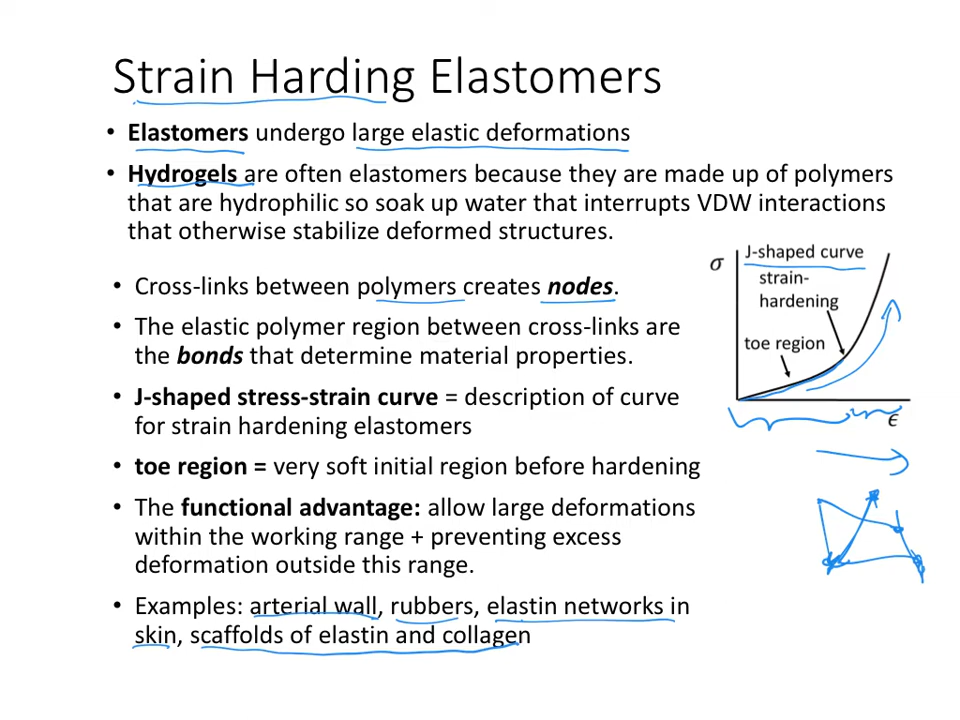 Strain Harding Elastomers
• Elastomers undergo large elastic deformations
• Hydrogels are often elastomers because they are made up of polymers
that are hydrophilic so soak up water that interrupts VDW interactions
that otherwise stabilize deformed structures.
• Cross-links between polymers creates nodes.
• The elastic polymer region between cross-links are
the bonds that determine material properties.
• J-shaped stress-strain curve = description of curve
for strain hardening elastomers
• toe region = very soft initial region before hardening
• The functional advantage: allow large deformations
within the working range + preventing excess
deformation outside this range.
• Examples: arterial wall, rubbers, elastin networks in
skin, scaffolds of elastin and collagen
σ
J-shaped curve
strain-
hardening
toe region
ϵ